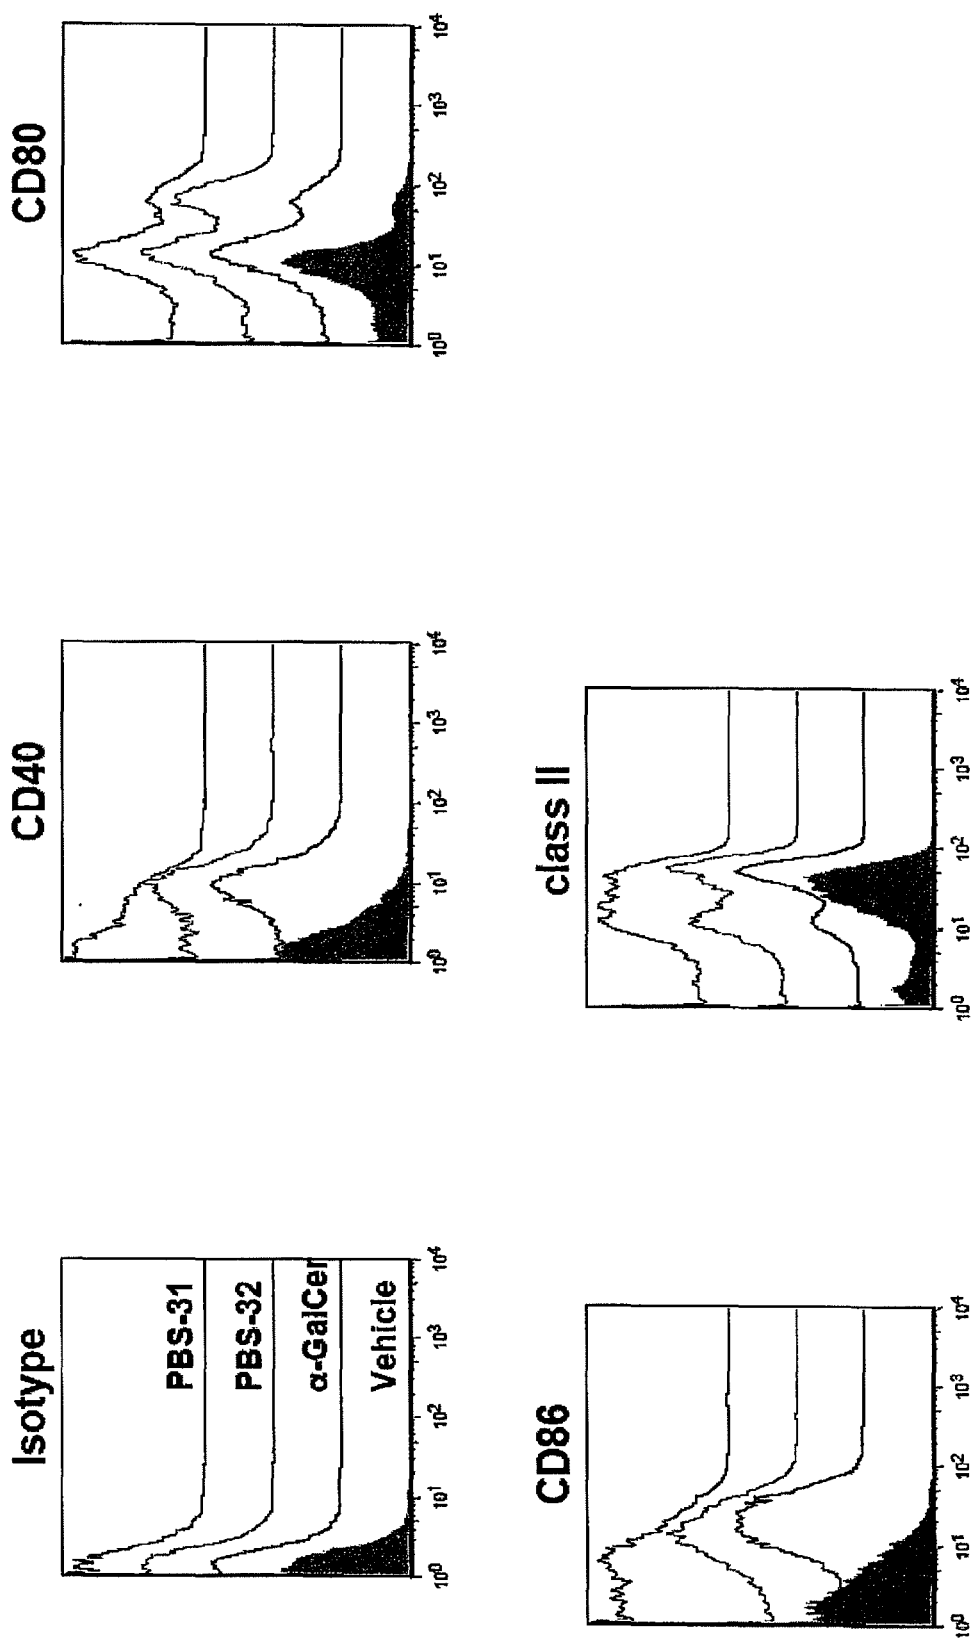 Isotype
PBS-31
PBS-32
α-GalCer
Vehicle
10⁰ 10¹ 10² 10³ 10⁴
CD40
10⁰ 10¹ 10² 10³ 10⁴
CD80
10⁰ 10¹ 10² 10³ 10⁴
CD86
10⁰ 10¹ 10² 10³ 10⁴
class II
10⁰ 10¹ 10² 10³ 10⁴